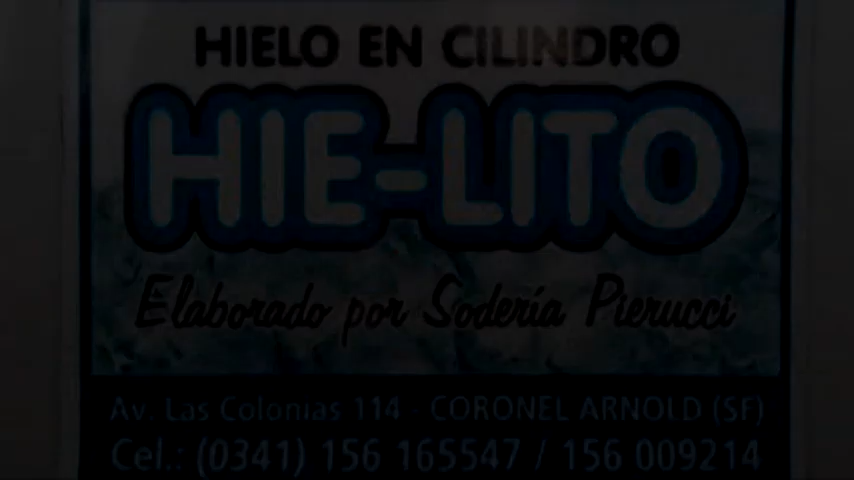 HIELO EN CILINDRO
HIE-LITO
Elaborado por Sodería Pierucci
Av. Las Colonias 114 - CORONEL ARNOLD (SF)
Cel.: (0341) 156 165547 / 156 009214